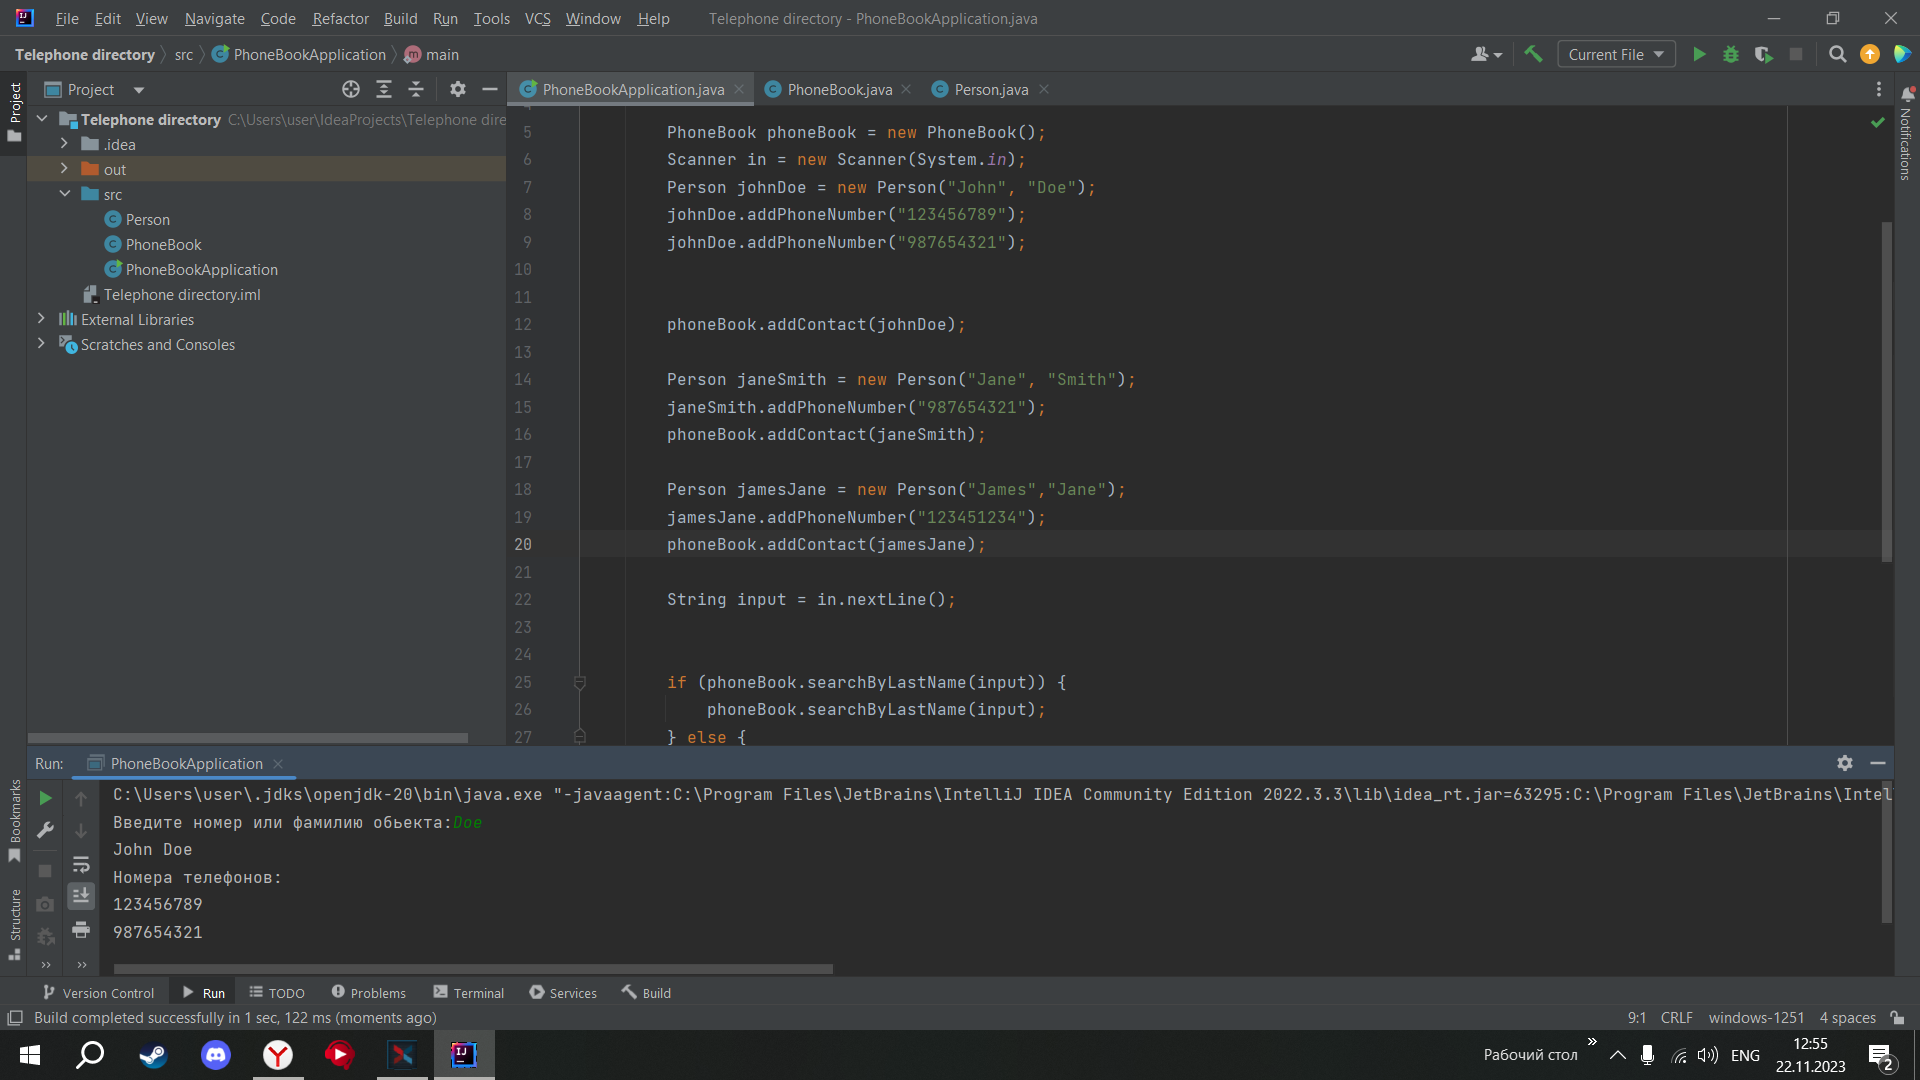 File Edit View Navigate Code Refactor Build Run Tools VCS Window Help Telephone directory - PhoneBookApplication.java
Telephone directory src PhoneBookApplication main
Current File
Project
Project
PhoneBookApplication.java
PhoneBook.java
Person.java
Notifications
Telephone directory C:\Users\user\IdeaProjects\Telephone dire
.idea
out
src
Person
PhoneBook
PhoneBookApplication
Telephone directory.iml
External Libraries
Scratches and Consoles
5 PhoneBook phoneBook = new PhoneBook();
6 Scanner in = new Scanner(System.in);
7 Person johnDoe = new Person("John", "Doe");
8 johnDoe.addPhoneNumber("123456789");
9 johnDoe.addPhoneNumber("987654321");
10
11
12 phoneBook.addContact(johnDoe);
13
14 Person janeSmith = new Person("Jane", "Smith");
15 janeSmith.addPhoneNumber("987654321");
16 phoneBook.addContact(janeSmith);
17
18 Person jamesJane = new Person("James","Jane");
19 jamesJane.addPhoneNumber("123451234");
20 phoneBook.addContact(jamesJane);
21
22 String input = in.nextLine();
23
24
25 if (phoneBook.searchByLastName(input)) {
26 phoneBook.searchByLastName(input);
27 } else {
Run: PhoneBookApplication
Bookmarks
Structure
C:\Users\user\.jdks\openjdk-20\bin\java.exe "-javaagent:C:\Program Files\JetBrains\IntelliJ IDEA Community Edition 2022.3.3\lib\idea_rt.jar=63295:C:\Program Files\JetBrains\Intel
Введите номер или фамилию обьекта:Doe
John Doe
Номера телефонов:
123456789
987654321
Version Control Run TODO Problems Terminal Services Build
Build completed successfully in 1 sec, 122 ms (moments ago) 9:1 CRLF windows-1251 4 spaces
Рабочий стол
ENG
12:55
22.11.2023
2